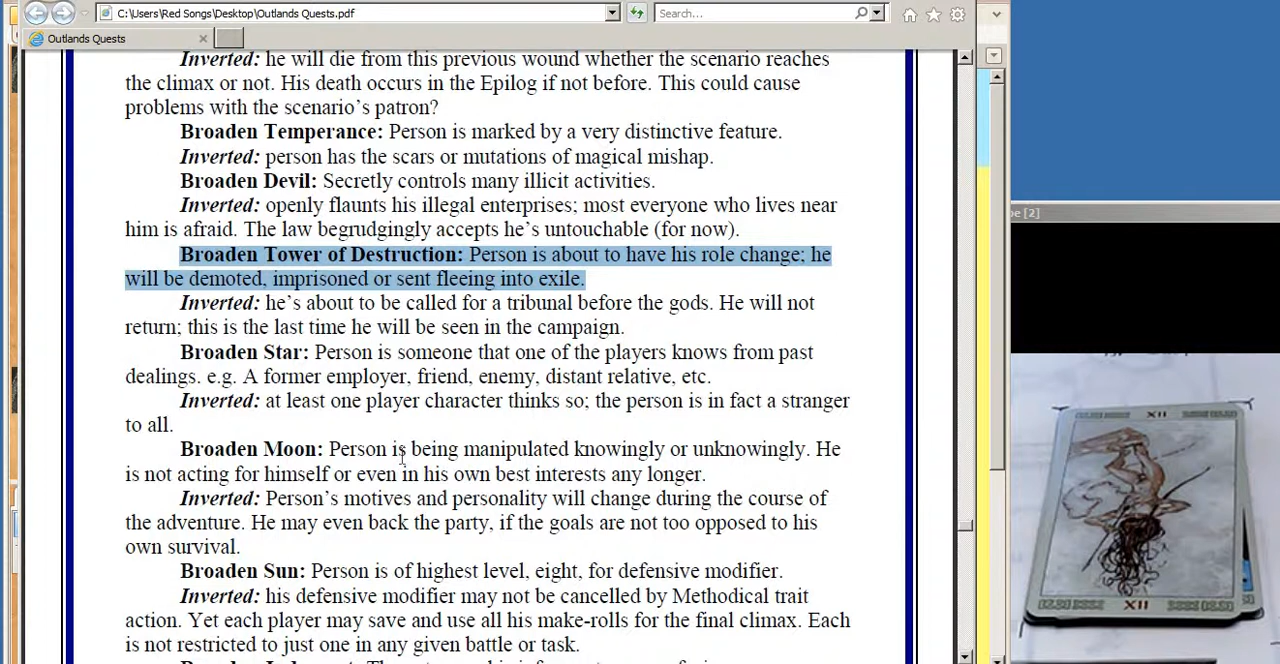 C:\Users\Red Songs\Desktop\Outlands Quests.pdf
Search...
Outlands Quests
Inverted: he will die from this previous wound whether the scenario reaches
the climax or not. His death occurs in the Epilog if not before. This could cause
problems with the scenario’s patron?
Broaden Temperance: Person is marked by a very distinctive feature.
Inverted: person has the scars or mutations of magical mishap.
Broaden Devil: Secretly controls many illicit activities.
Inverted: openly flaunts his illegal enterprises; most everyone who lives near
him is afraid. The law begrudgingly accepts he’s untouchable (for now).
Broaden Tower of Destruction: Person is about to have his role change; he
will be demoted, imprisoned or sent fleeing into exile.
Inverted: he’s about to be called for a tribunal before the gods. He will not
return; this is the last time he will be seen in the campaign.
Broaden Star: Person is someone that one of the players knows from past
dealings. e.g. A former employer, friend, enemy, distant relative, etc.
Inverted: at least one player character thinks so; the person is in fact a stranger
to all.
Broaden Moon: Person is being manipulated knowingly or unknowingly. He
is not acting for himself or even in his own best interests any longer.
Inverted: Person’s motives and personality will change during the course of
the adventure. He may even back the party, if the goals are not too opposed to his
own survival.
Broaden Sun: Person is of highest level, eight, for defensive modifier.
Inverted: his defensive modifier may not be cancelled by Methodical trait
action. Yet each player may save and use all his make-rolls for the final climax. Each
is not restricted to just one in any given battle or task.
[2]
XII
XII